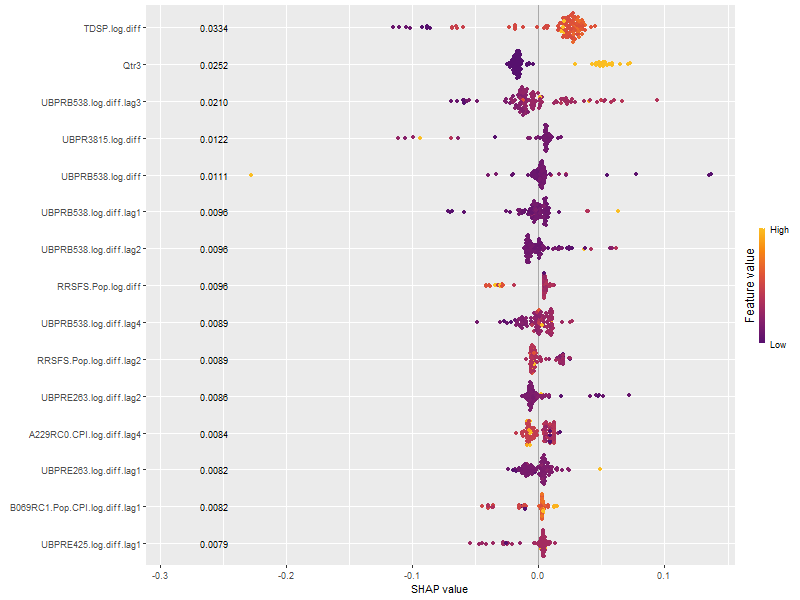 TDSP.log.diff 0.0334
Qtr3 0.0252
UBPRB538.log.diff.lag3 0.0210
UBPR3815.log.diff 0.0122
UBPRB538.log.diff 0.0111
UBPRB538.log.diff.lag1 0.0096
UBPRB538.log.diff.lag2 0.0096
RRSFS.Pop.log.diff 0.0096
UBPRB538.log.diff.lag4 0.0089
RRSFS.Pop.log.diff.lag2 0.0089
UBPRE263.log.diff.lag2 0.0086
A229RC0.CPI.log.diff.lag4 0.0084
UBPRE263.log.diff.lag1 0.0082
B069RC1.Pop.CPI.log.diff.lag1 0.0082
UBPRE425.log.diff.lag1 0.0079
-0.3 -0.2 -0.1 0.0 0.1
SHAP value
Feature value
High
Low